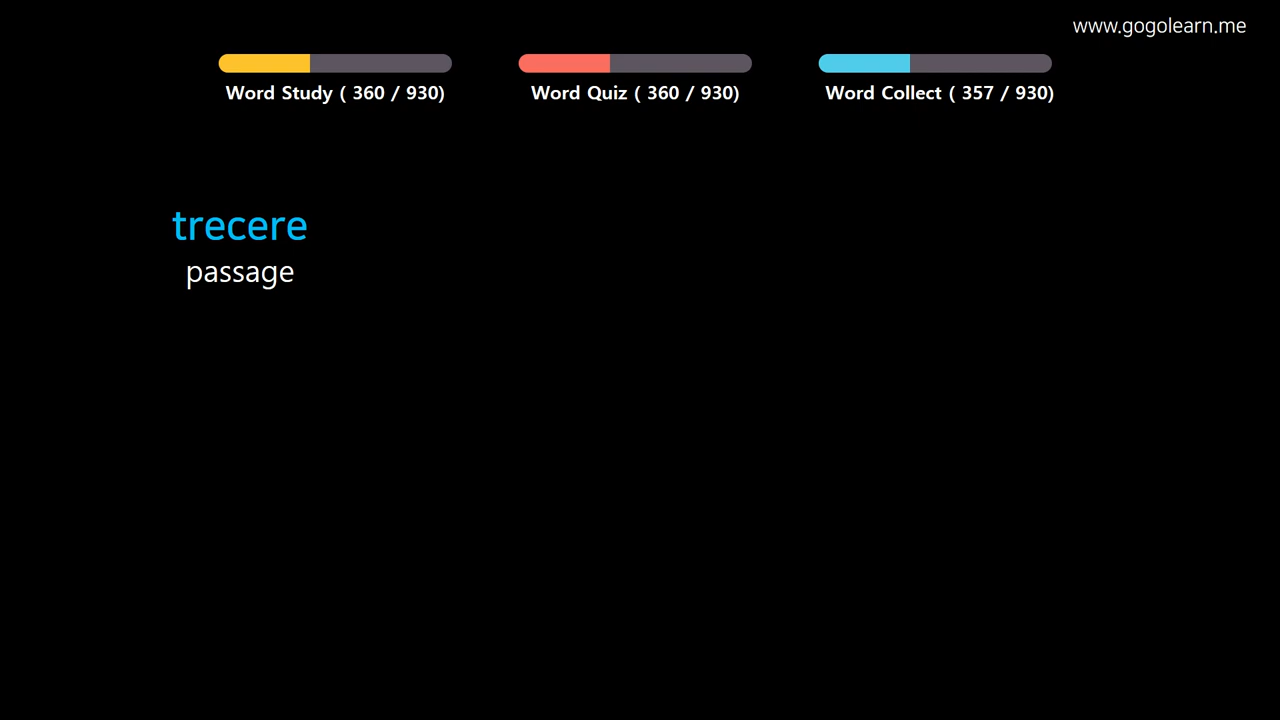 www.gogolearn.me
Word Study ( 360 / 930)
Word Quiz ( 360 / 930)
Word Collect ( 357 / 930)
trecere
passage